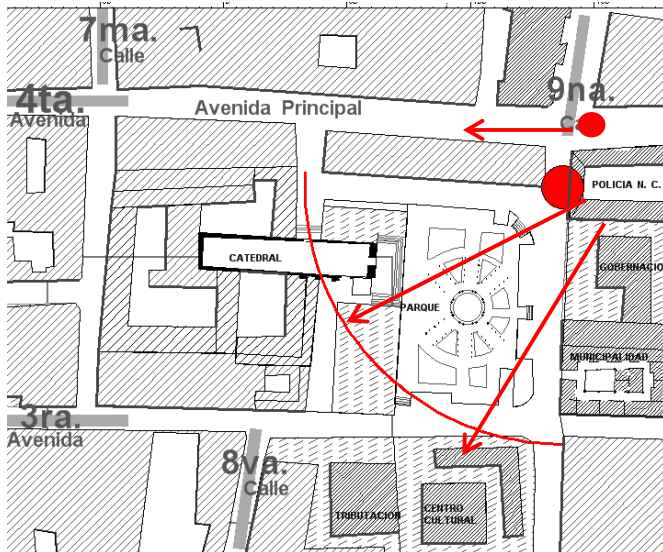 7ma.
Calle
4ta.
Avenida
Avenida Principal
9na.
POLICIA N. C.
CATEDRAL
GOBERNACIO
PARQUE
MUNICIPALIDAD
3ra.
Avenida
8va.
Calle
TRIBUTACION
CENTRO
CULTURAL